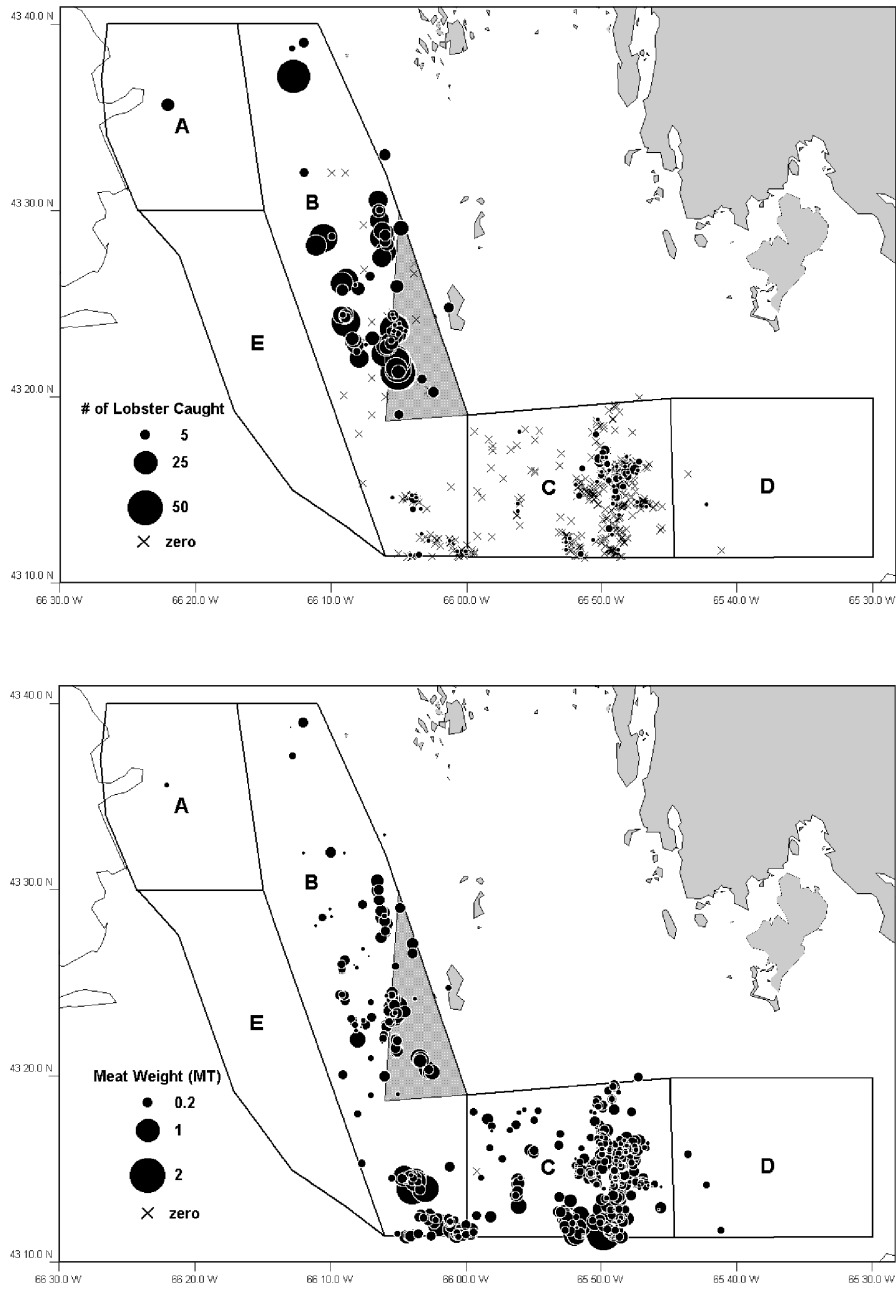 43 40.0 N
A
43 30.0 N
B
E
43 20.0 N
# of Lobster Caught
5
25
C
D
50
zero
43 10.0 N
66 30.0 W
66 20.0 W
66 10.0 W
66 00.0 W
65 50.0 W
65 40.0 W
65 30.0 W
43 40.0 N
A
43 30.0 N
B
E
43 20.0 N
Meat Weight (MT)
0.2
1
C
D
2
zero
43 10.0 N
66 30.0 W
66 20.0 W
66 10.0 W
66 00.0 W
65 50.0 W
65 40.0 W
65 30.0 W